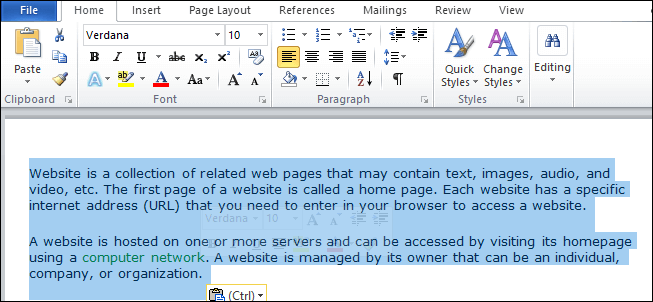 File Home Insert Page Layout References Mailings Review View
Verdana 10 Aa
Paste B I U abc x₂ x² A ab A Aa A A
Quick Styles Change Styles Editing
Clipboard Font Paragraph Styles
Website is a collection of related web pages that may contain text, images, audio, and
video, etc. The first page of a website is called a home page. Each website has a specific
internet address (URL) that you need to enter in your browser to access a website.
Verdana 10
A website is hosted on one or more servers and can be accessed by visiting its homepage
using a computer network. A website is managed by its owner that can be an individual,
company, or organization.
(Ctrl)